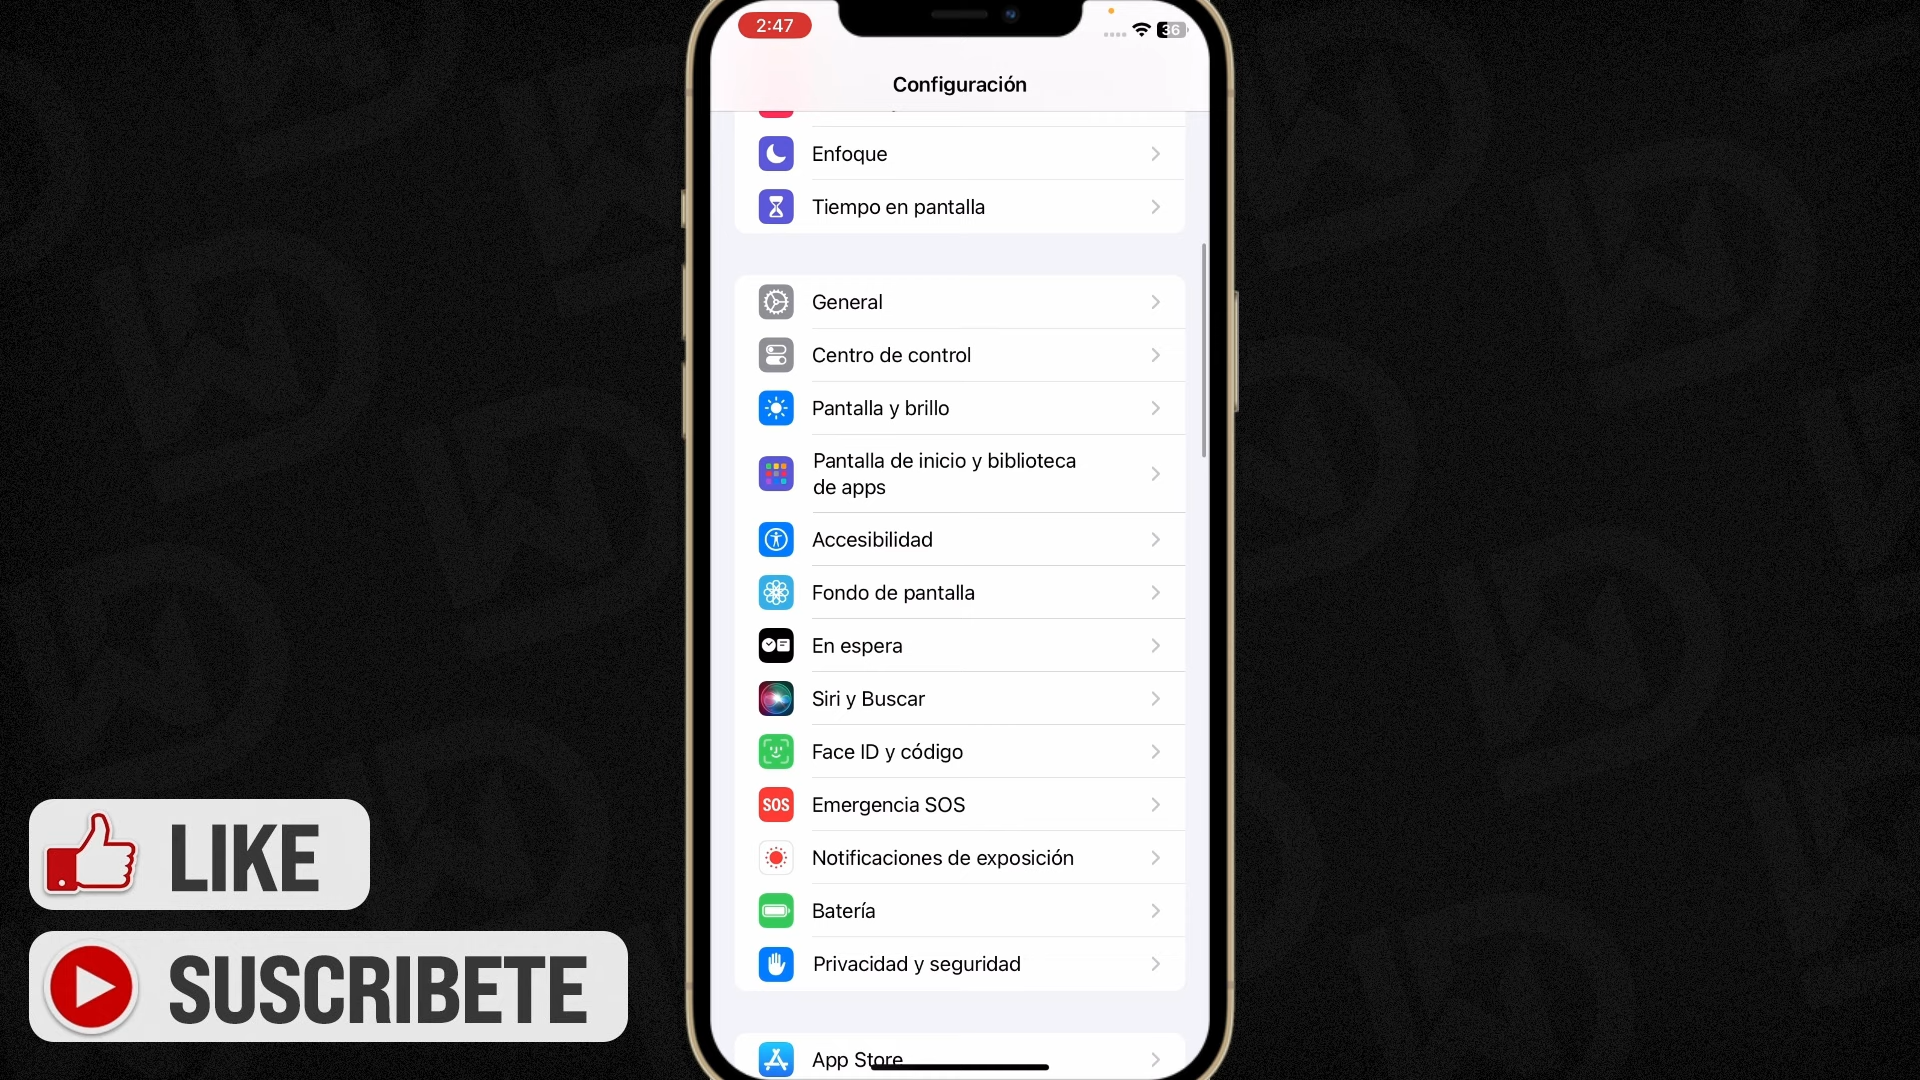 2:47
36
Configuración
Enfoque
Tiempo en pantalla
General
Centro de control
Pantalla y brillo
Pantalla de inicio y biblioteca
de apps
Accesibilidad
Fondo de pantalla
En espera
Siri y Buscar
Face ID y código
SOS Emergencia SOS
Notificaciones de exposición
Batería
Privacidad y seguridad
App Store
LIKE
SUSCRIBETE